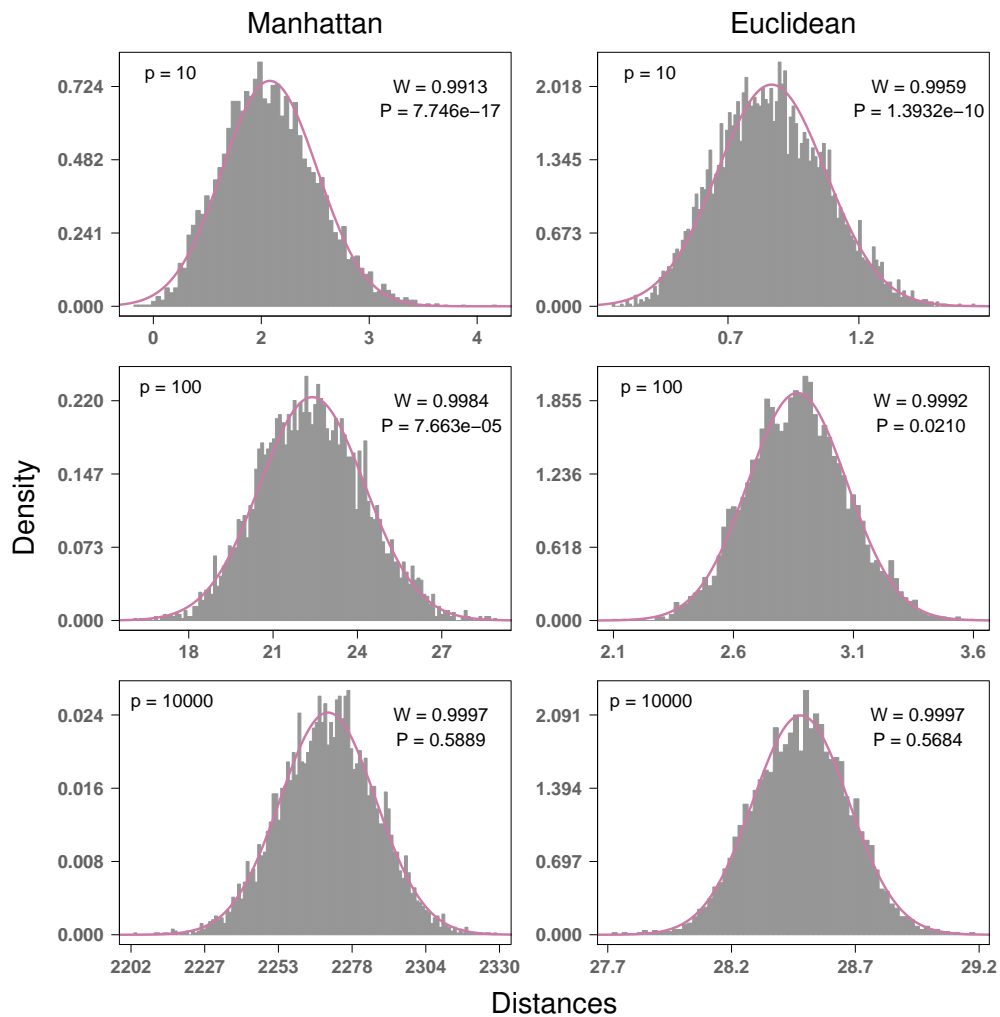 Manhattan
Euclidean
p = 10
W = 0.9913
P = 7.746e−17
0.724
0.482
0.241
0.000
0
2
3
4
p = 10
W = 0.9959
P = 1.3932e−10
2.018
1.345
0.673
0.000
0.7
1.2
p = 100
W = 0.9984
P = 7.663e−05
0.220
0.147
0.073
0.000
18
21
24
27
p = 100
W = 0.9992
P = 0.0210
1.855
1.236
0.618
0.000
2.1
2.6
3.1
3.6
Density
p = 10000
W = 0.9997
P = 0.5889
0.024
0.016
0.008
0.000
2202
2227
2253
2278
2304
2330
p = 10000
W = 0.9997
P = 0.5684
2.091
1.394
0.697
0.000
27.7
28.2
28.7
29.2
Distances